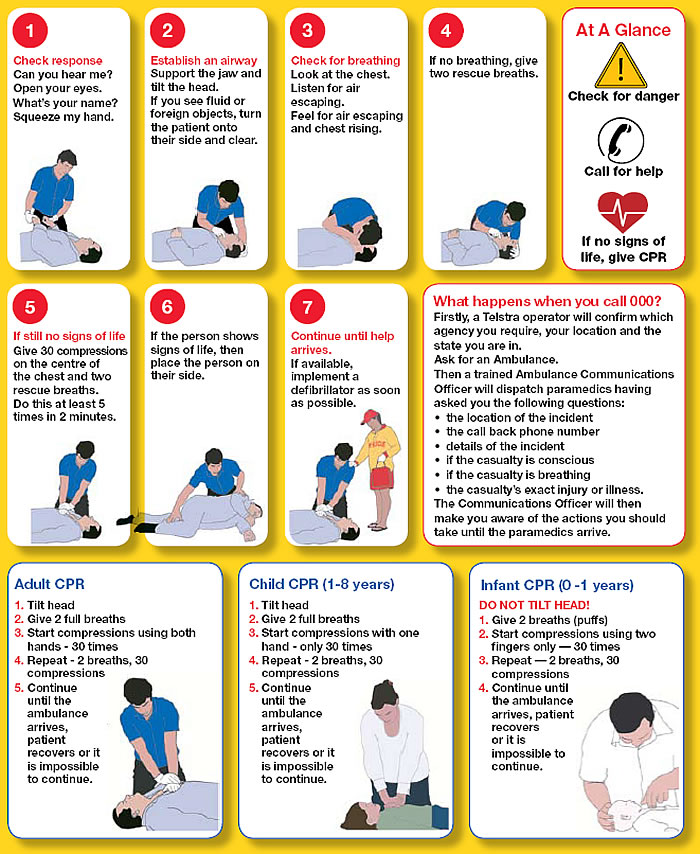 1
Check response
Can you hear me?
Open your eyes.
What's your name?
Squeeze my hand.
2
Establish an airway
Support the jaw and
tilt the head.
If you see fluid or
foreign objects, turn
the patient onto
their side and clear.
3
Check for breathing
Look at the chest.
Listen for air
escaping.
Feel for air escaping
and chest rising.
4
If no breathing, give
two rescue breaths.
At A Glance
!
Check for danger
Call for help
If no signs of
life, give CPR
5
If still no signs of life
Give 30 compressions
on the centre of
the chest and two
rescue breaths.
Do this at least 5
times in 2 minutes.
6
If the person shows
signs of life, then
place the person on
their side.
7
Continue until help
arrives.
If available,
implement a
defibrillator as soon
as possible.
What happens when you call 000?
Firstly, a Telstra operator will confirm which
agency you require, your location and the
state you are in.
Ask for an Ambulance.
Then a trained Ambulance Communications
Officer will dispatch paramedics having
asked you the following questions:
• the location of the incident
• the call back phone number
• details of the incident
• if the casualty is conscious
• if the casualty is breathing
• the casualty's exact injury or illness.
The Communications Officer will then
make you aware of the actions you should
take until the paramedics arrive.
Adult CPR
1. Tilt head
2. Give 2 full breaths
3. Start compressions using both
hands - 30 times
4. Repeat - 2 breaths, 30
compressions
5. Continue
until the
ambulance
arrives,
patient
recovers or it
is impossible
to continue.
Child CPR (1-8 years)
1. Tilt head
2. Give 2 full breaths
3. Start compressions with one
hand - only 30 times
4. Repeat - 2 breaths, 30
compressions
5. Continue
until the
ambulance
arrives,
patient
recovers or it
is impossible
to continue.
Infant CPR (0 -1 years)
DO NOT TILT HEAD!
1. Give 2 breaths (puffs)
2. Start compressions using two
fingers only — 30 times
3. Repeat — 2 breaths, 30
compressions
4. Continue until
the ambulance
arrives, patient
recovers
or it is
impossible to
continue.